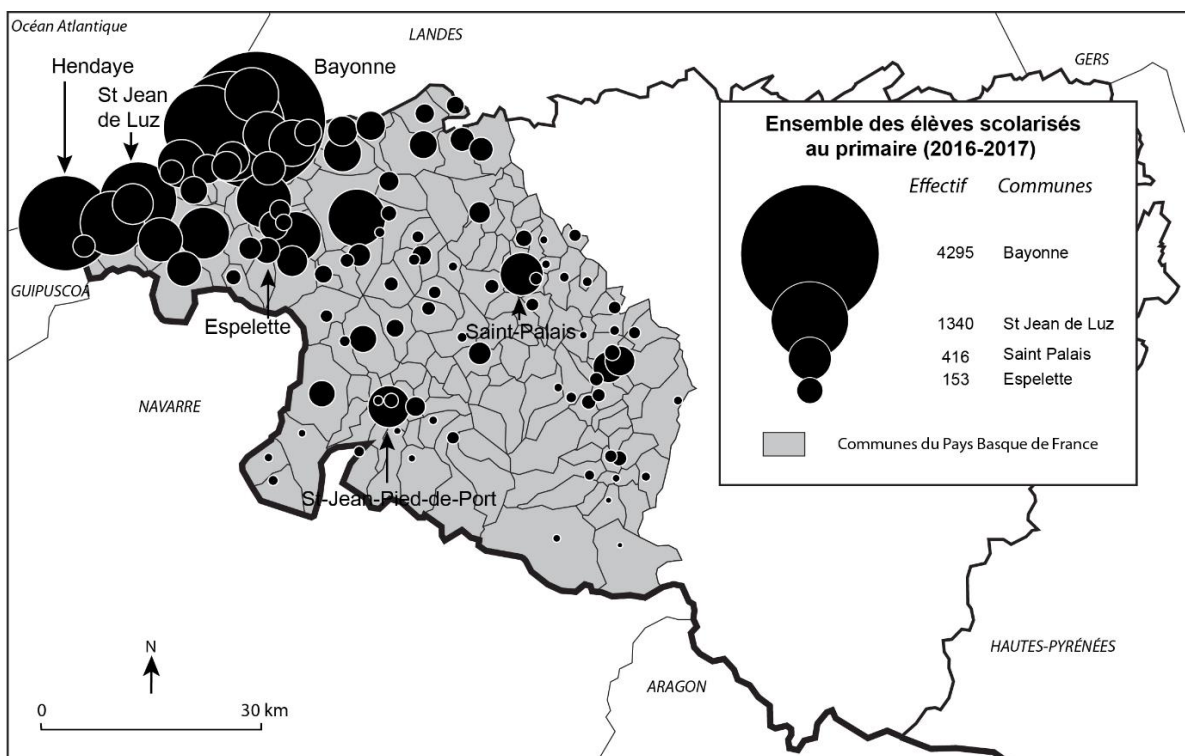 Océan Atlantique
LANDES
GERS
Hendaye
Bayonne
St Jean
de Luz
Ensemble des élèves scolarisés
au primaire (2016-2017)
Effectif Communes
4295 Bayonne
1340 St Jean de Luz
416 Saint Palais
153 Espelette
Communes du Pays Basque de France
GUIPUSCOA
Espelette
Saint-Palais
NAVARRE
St-Jean-Pied-de-Port
N
0 30 km
ARAGON
HAUTES-PYRÉNÉES